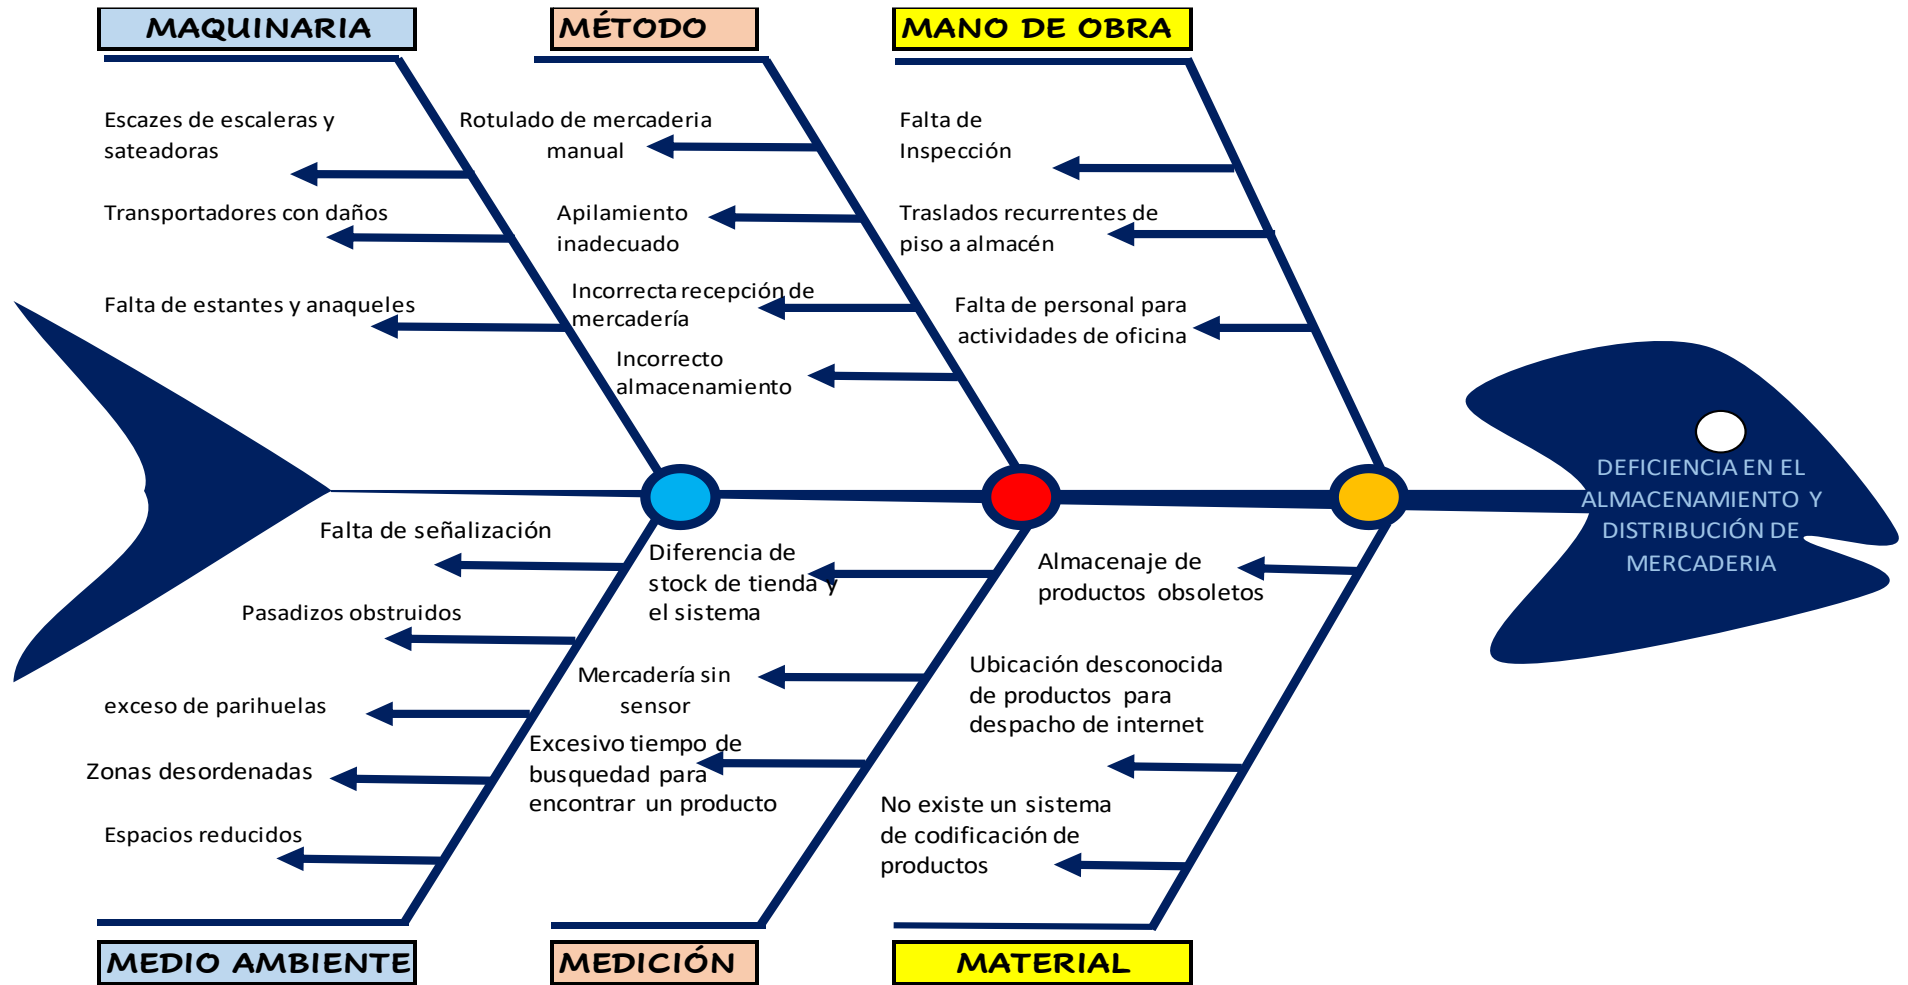 MAQUINARIA
Escazes de escaleras y
sateadoras
Transportadores con daños
Falta de estantes y anaqueles
MÉTODO
Rotulado de mercaderia
manual
Apilamiento
inadecuado
Incorrecta recepción de
mercadería
Incorrecto
almacenamiento
MANO DE OBRA
Falta de
Inspección
Traslados recurrentes de
piso a almacén
Falta de personal para
actividades de oficina
DEFICIENCIA EN EL
ALMACENAMIENTO Y
DISTRIBUCIÓN DE
MERCADERIA
Falta de señalización
Pasadizos obstruidos
exceso de parihuelas
Zonas desordenadas
Espacios reducidos
MEDIO AMBIENTE
Diferencia de
stock de tienda y
el sistema
Mercadería sin
sensor
Excesivo tiempo de
busquedad para
encontrar un producto
MEDICIÓN
Almacenaje de
productos obsoletos
Ubicación desconocida
de productos para
despacho de internet
No existe un sistema
de codificación de
productos
MATERIAL